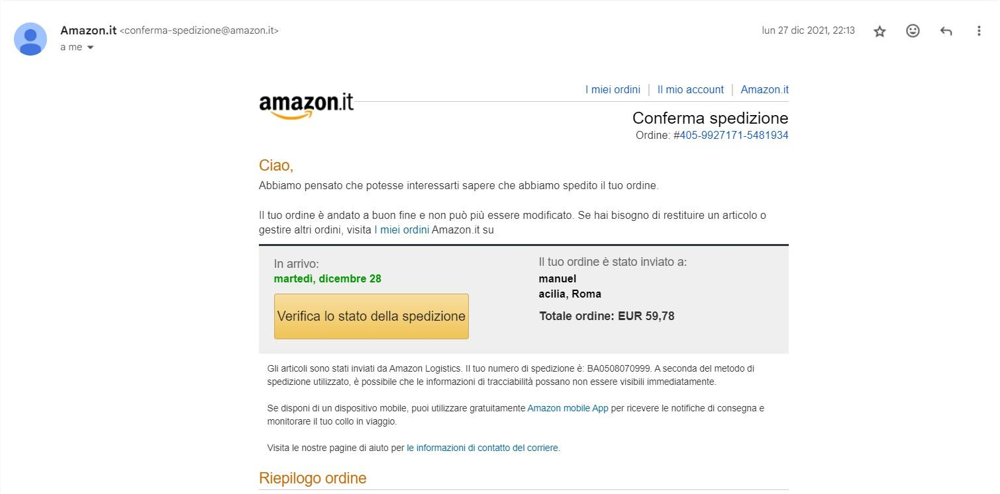 Amazon.it <conferma-spedizione@amazon.it>
lun 27 dic 2021, 22:13
a me
I miei ordini | Il mio account | Amazon.it
amazon.it
Conferma spedizione
Ordine: #405-9927171-5481934
Ciao,
Abbiamo pensato che potesse interessarti sapere che abbiamo spedito il tuo ordine.
Il tuo ordine è andato a buon fine e non può più essere modificato. Se hai bisogno di restituire un articolo o
gestire altri ordini, visita I miei ordini Amazon.it su
In arrivo:
martedì, dicembre 28
Verifica lo stato della spedizione
Il tuo ordine è stato inviato a:
manuel
acilia, Roma
Totale ordine: EUR 59,78
Gli articoli sono stati inviati da Amazon Logistics. Il tuo numero di spedizione è: BA0508070999. A seconda del metodo di
spedizione utilizzato, è possibile che le informazioni di tracciabilità possano non essere visibili immediatamente.
Se disponi di un dispositivo mobile, puoi utilizzare gratuitamente Amazon mobile App per ricevere le notifiche di consegna e
monitorare il tuo collo in viaggio.
Visita le nostre pagine di aiuto per le informazioni di contatto del corriere.
Riepilogo ordine